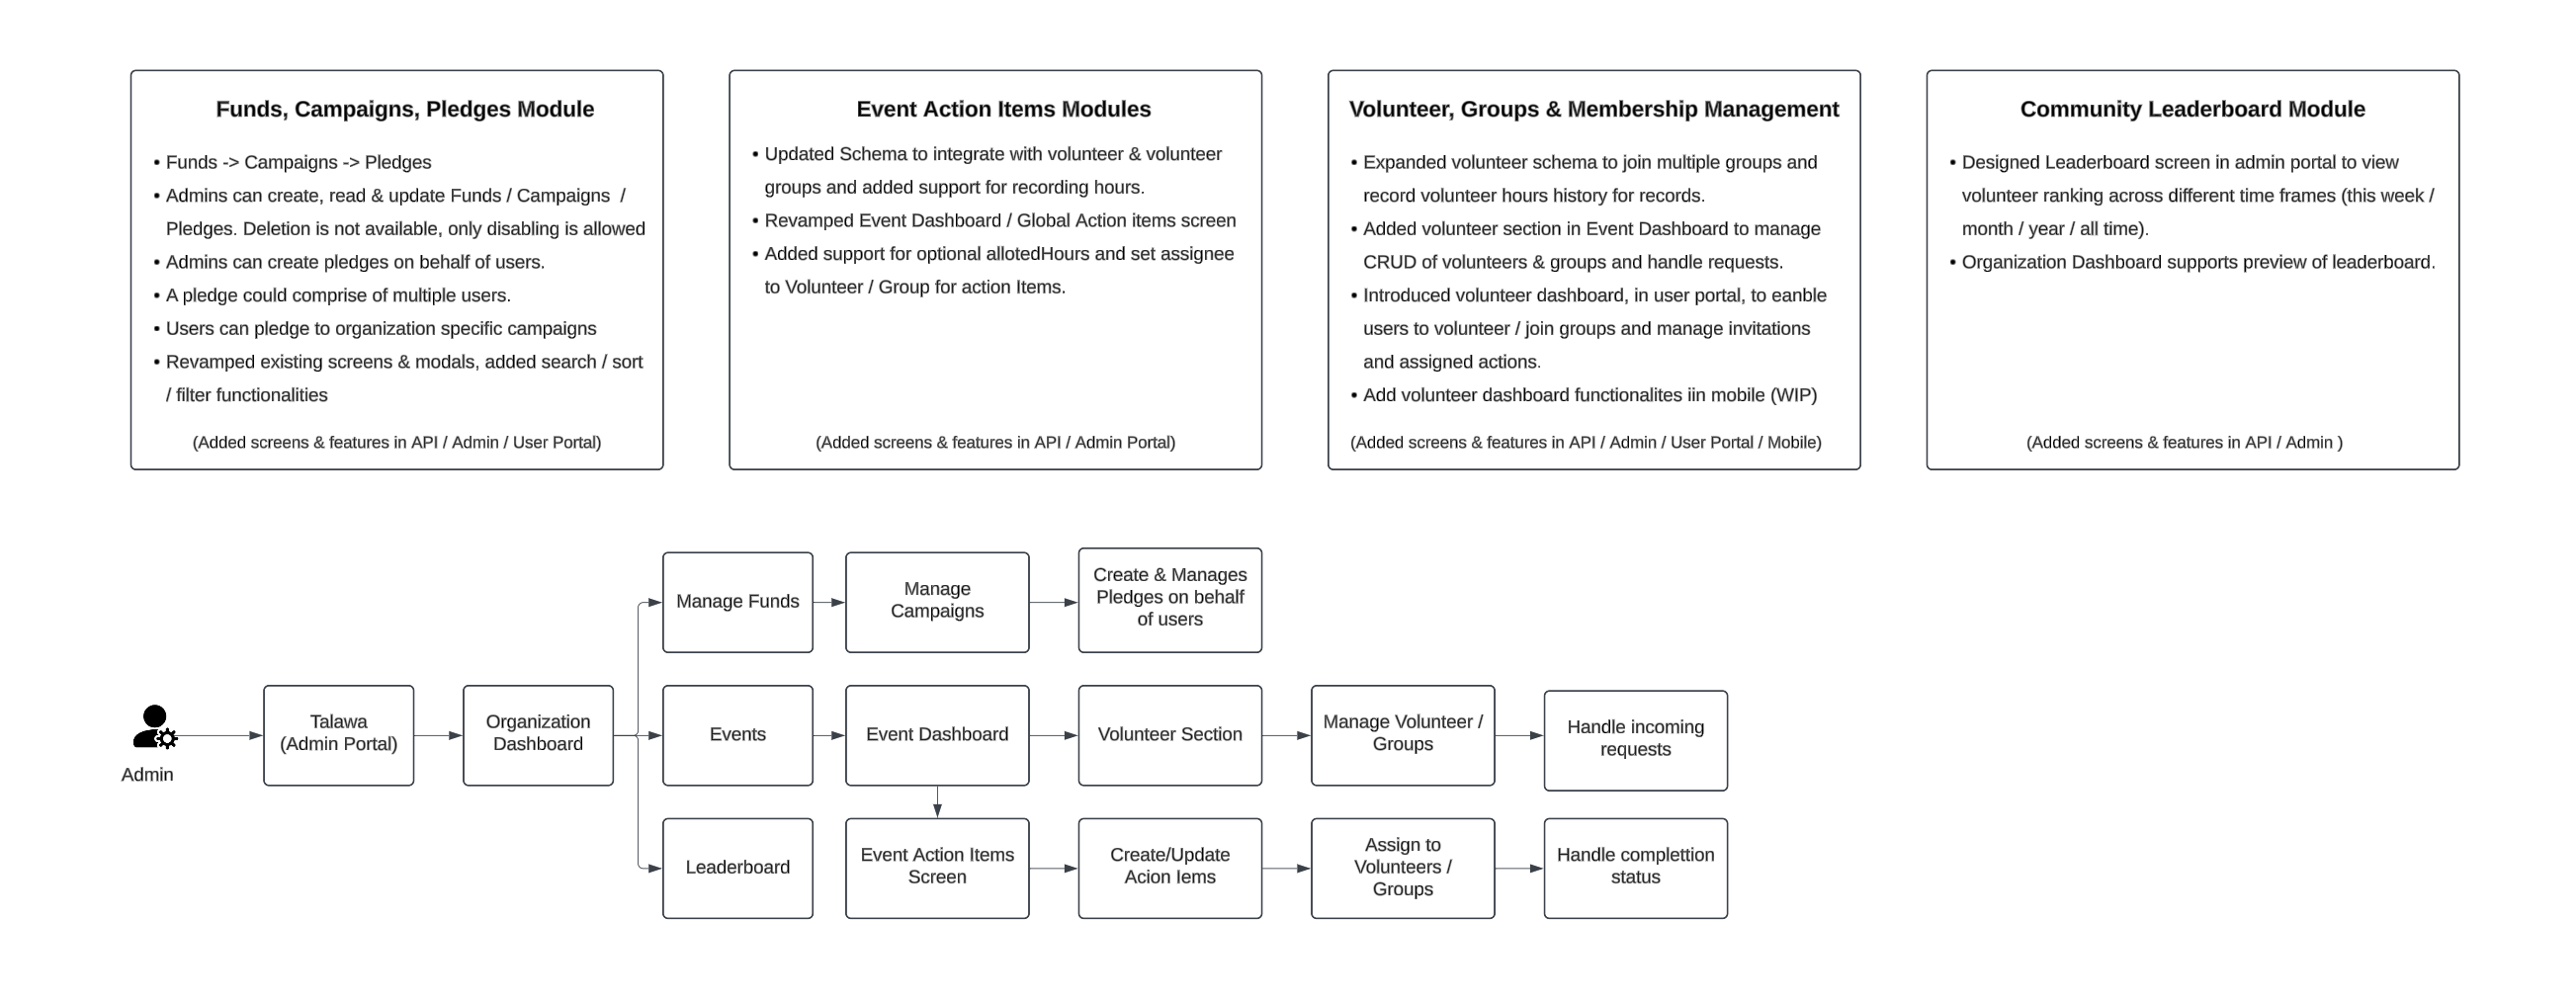 Funds, Campaigns, Pledges Module
• Funds -> Campaigns -> Pledges
• Admins can create, read & update Funds / Campaigns  /
Pledges. Deletion is not available, only disabling is allowed
• Admins can create pledges on behalf of users.
• A pledge could comprise of multiple users.
• Users can pledge to organization specific campaigns
• Revamped existing screens & modals, added search / sort
/ filter functionalities
(Added screens & features in API / Admin / User Portal)
Event Action Items Modules
• Updated Schema to integrate with volunteer & volunteer
groups and added support for recording hours.
• Revamped Event Dashboard / Global Action items screen
• Added support for optional allotedHours and set assignee
to Volunteer / Group for action Items.
(Added screens & features in API / Admin Portal)
Volunteer, Groups & Membership Management
• Expanded volunteer schema to join multiple groups and
record volunteer hours history for records.
• Added volunteer section in Event Dashboard to manage
CRUD of volunteers & groups and handle requests.
• Introduced volunteer dashboard, in user portal, to eanble
users to volunteer / join groups and manage invitations
and assigned actions.
• Add volunteer dashboard functionalites iin mobile (WIP)
(Added screens & features in API / Admin / User Portal / Mobile)
Community Leaderboard Module
• Designed Leaderboard screen in admin portal to view
volunteer ranking across different time frames (this week /
month / year / all time).
• Organization Dashboard supports preview of leaderboard.
(Added screens & features in API / Admin )
Admin
Talawa
(Admin Portal)
Organization
Dashboard
Manage Funds
Manage
Campaigns
Create & Manages
Pledges on behalf
of users
Events
Event Dashboard
Volunteer Section
Manage Volunteer /
Groups
Handle incoming
requests
Leaderboard
Event Action Items
Screen
Create/Update
Acion Iems
Assign to
Volunteers /
Groups
Handle complettion
status